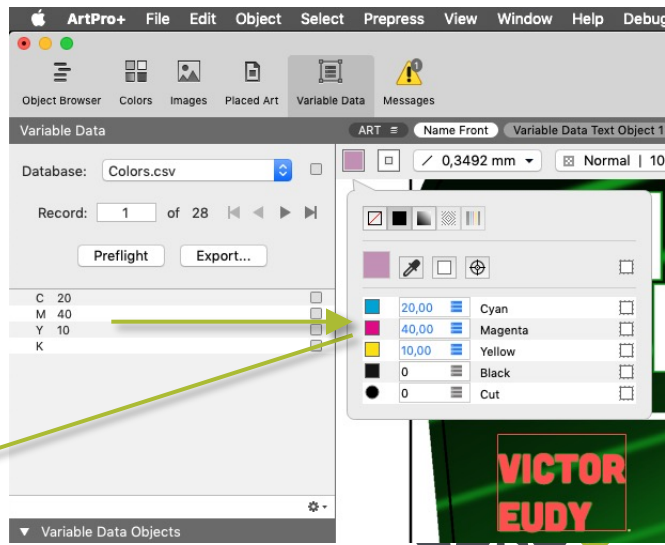 ArtPro+ File Edit Object Select Prepress View Window Help Debug
1
Object Browser Colors Images Placed Art Variable Data Messages
Variable Data
ART Name Front Variable Data Text Object 1
Database: Colors.csv
0,3492 mm Normal | 10
Record: 1 of 28
Preflight Export...
C 20
M 40
Y 10
K
20,00 Cyan
40,00 Magenta
10,00 Yellow
0 Black
0 Cut
VICTOR
EUDY
Variable Data Objects